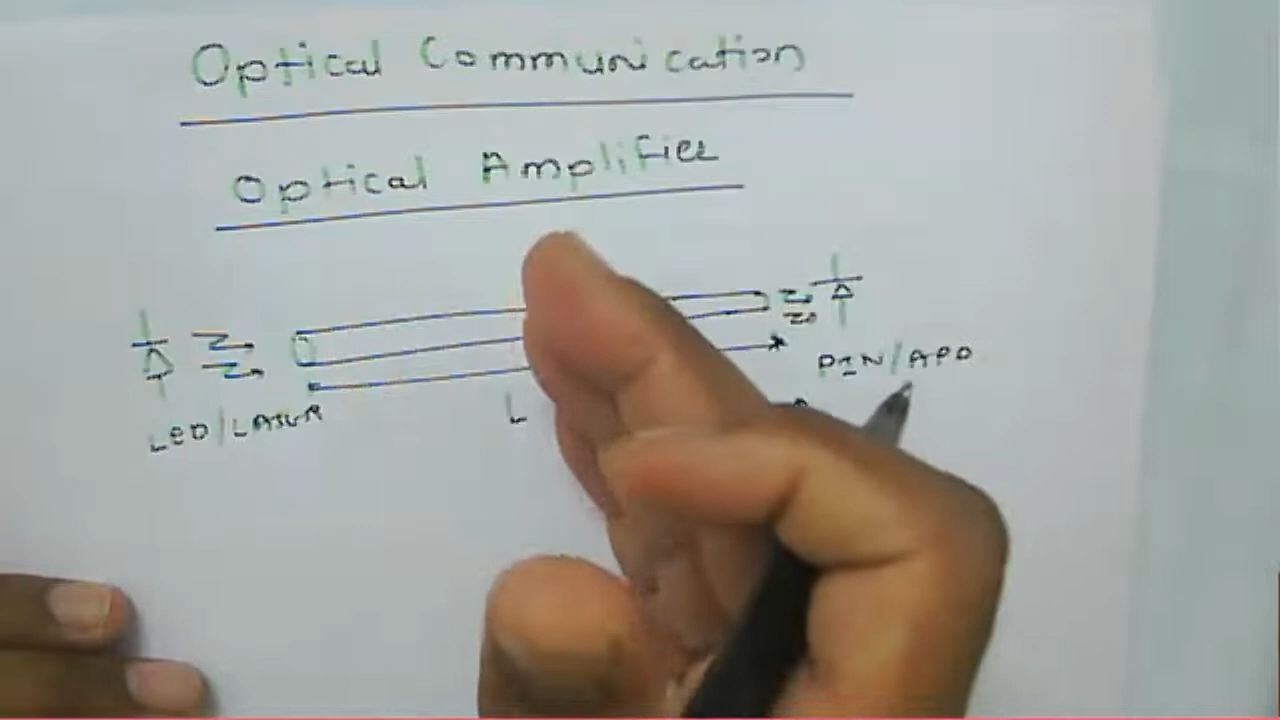 Optical Communication
Optical Amplifier
PIN/APD
LED/LASER
L